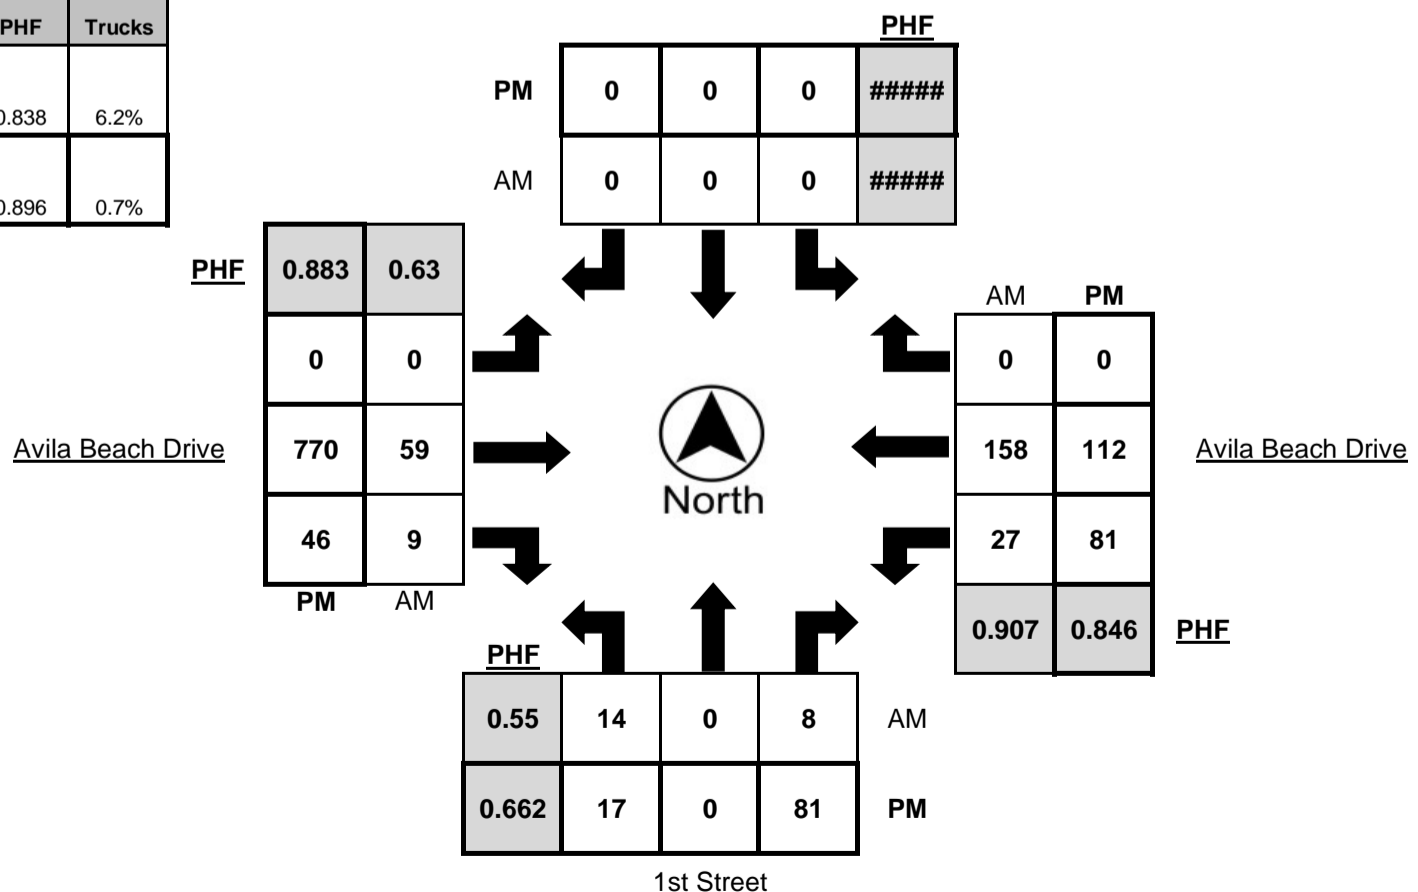 PHF Trucks
0.838 6.2%
0.896 0.7%
PHF
PM 0 0 0 #####
AM 0 0 0 #####
PHF 0.883 0.63
0 0
Avila Beach Drive 770 59
46 9
PM AM
North
AM PM
0 0
158 112 Avila Beach Drive
27 81
0.907 0.846 PHF
PHF
0.55 14 0 8 AM
0.662 17 0 81 PM
1st Street